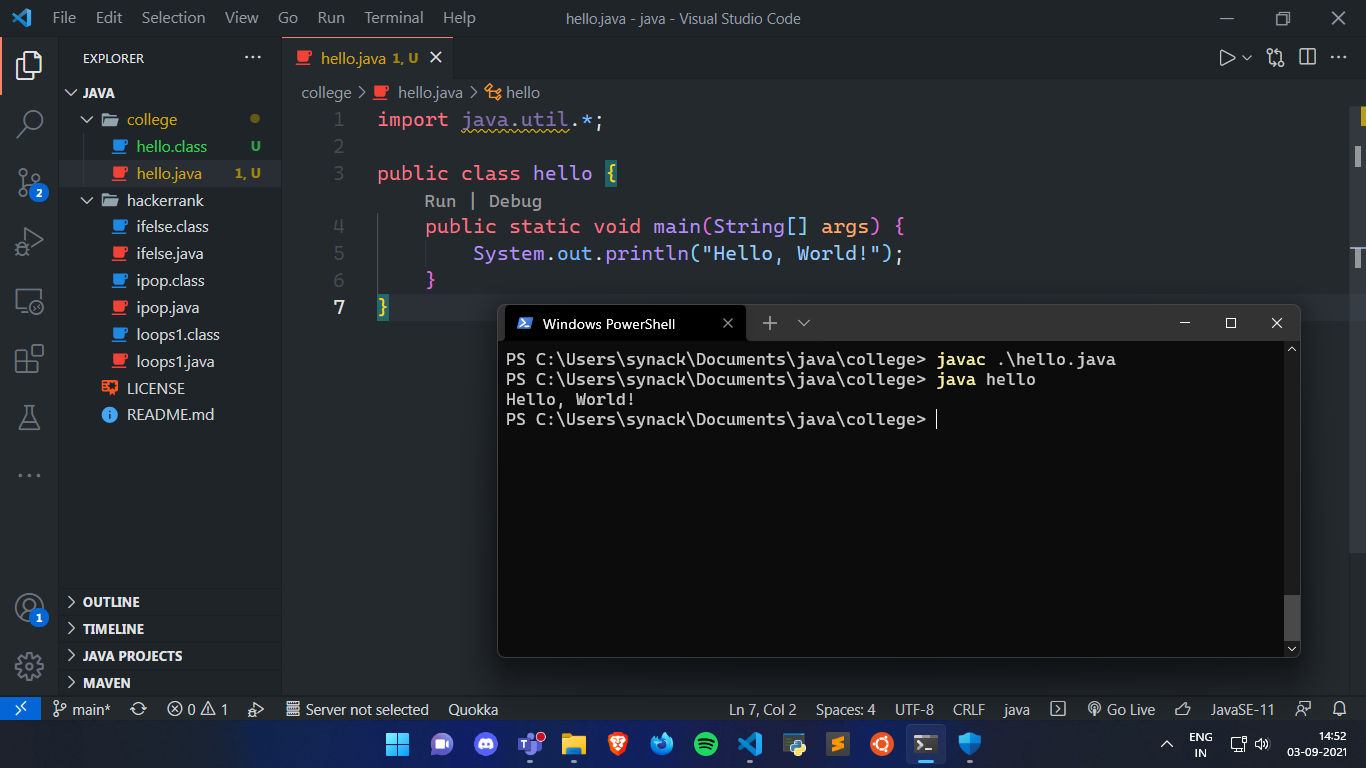 File Edit Selection View Go Run Terminal Help hello.java - java - Visual Studio Code
EXPLORER
hello.java 1, U
JAVA
college > hello.java > hello
college
hello.class U
hello.java 1, U
hackerrank
ifelse.class
ifelse.java
ipop.class
ipop.java
loops1.class
loops1.java
LICENSE
README.md
OUTLINE
TIMELINE
JAVA PROJECTS
MAVEN
1 import java.util.*;
2
3 public class hello {
Run | Debug
4 public static void main(String[] args) {
5 System.out.println("Hello, World!");
6 }
7 }
Windows PowerShell
PS C:\Users\synack\Documents\java\college> javac .\hello.java
PS C:\Users\synack\Documents\java\college> java hello
Hello, World!
PS C:\Users\synack\Documents\java\college>
2
1
main* 0 1 Server not selected Quokka Ln 7, Col 2 Spaces: 4 UTF-8 CRLF java Go Live JavaSE-11
ENG
IN
14:52
03-09-2021